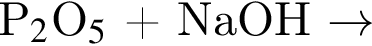 P₂O₅ + NaOH →